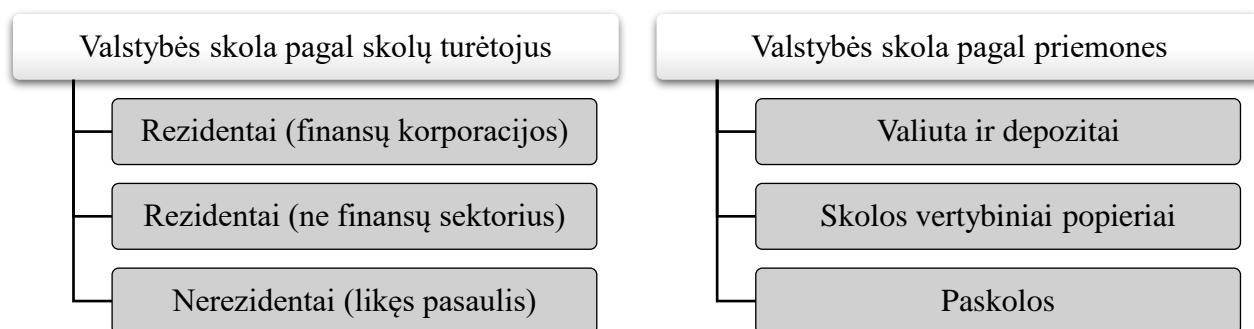 Valstybės skola pagal skolų turėtojus
Rezidentai (finansų korporacijos)
Rezidentai (ne finansų sektorius)
Nerezidentai (likęs pasaulis)
Valstybės skola pagal priemones
Valiuta ir depozitai
Skolos vertybiniai popieriai
Paskolos